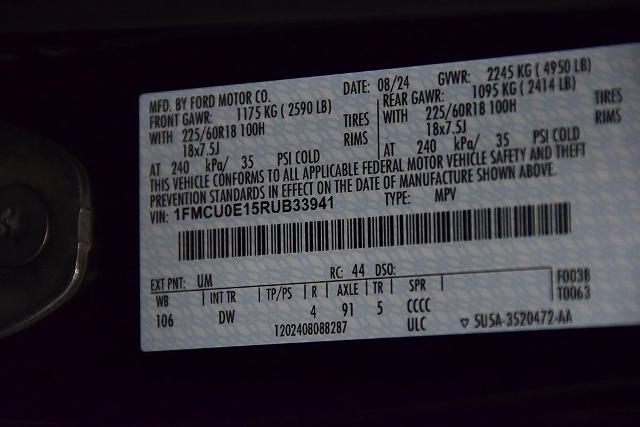 MFD. BY FORD MOTOR CO. DATE: 08/24 GVWR: 2245 KG ( 4950 LB)
FRONT GAWR: 1175 KG ( 2590 LB) REAR GAWR: 1095 KG ( 2414 LB)
WITH 225/60R18 100H TIRES WITH 225/60R18 100H TIRES
18x7.5J RIMS 18x7.5J RIMS
AT 240 kPa/ 35 PSI COLD AT 240 kPa/ 35 PSI COLD
THIS VEHICLE CONFORMS TO ALL APPLICABLE FEDERAL MOTOR VEHICLE SAFETY AND THEFT
PREVENTION STANDARDS IN EFFECT ON THE DATE OF MANUFACTURE SHOWN ABOVE.
VIN: 1FMCU0E15RUB33941 TYPE: MPV
EXT PNT: UM RC: 44 DSO: F0038
WB INT TR TP/PS R AXLE TR SPR T0063
106 DW 4 91 5 CCCC
1202408088287 ULC ▽ 5U5A-3520472-AA